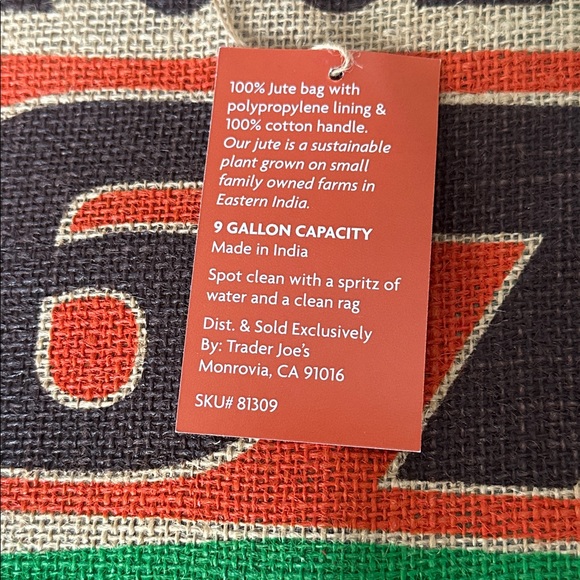 100% Jute bag with
polypropylene lining &
100% cotton handle.
Our jute is a sustainable
plant grown on small
family owned farms in
Eastern India.
9 GALLON CAPACITY
Made in India
Spot clean with a spritz of
water and a clean rag
Dist. & Sold Exclusively
By: Trader Joe's
Monrovia, CA 91016
SKU# 81309